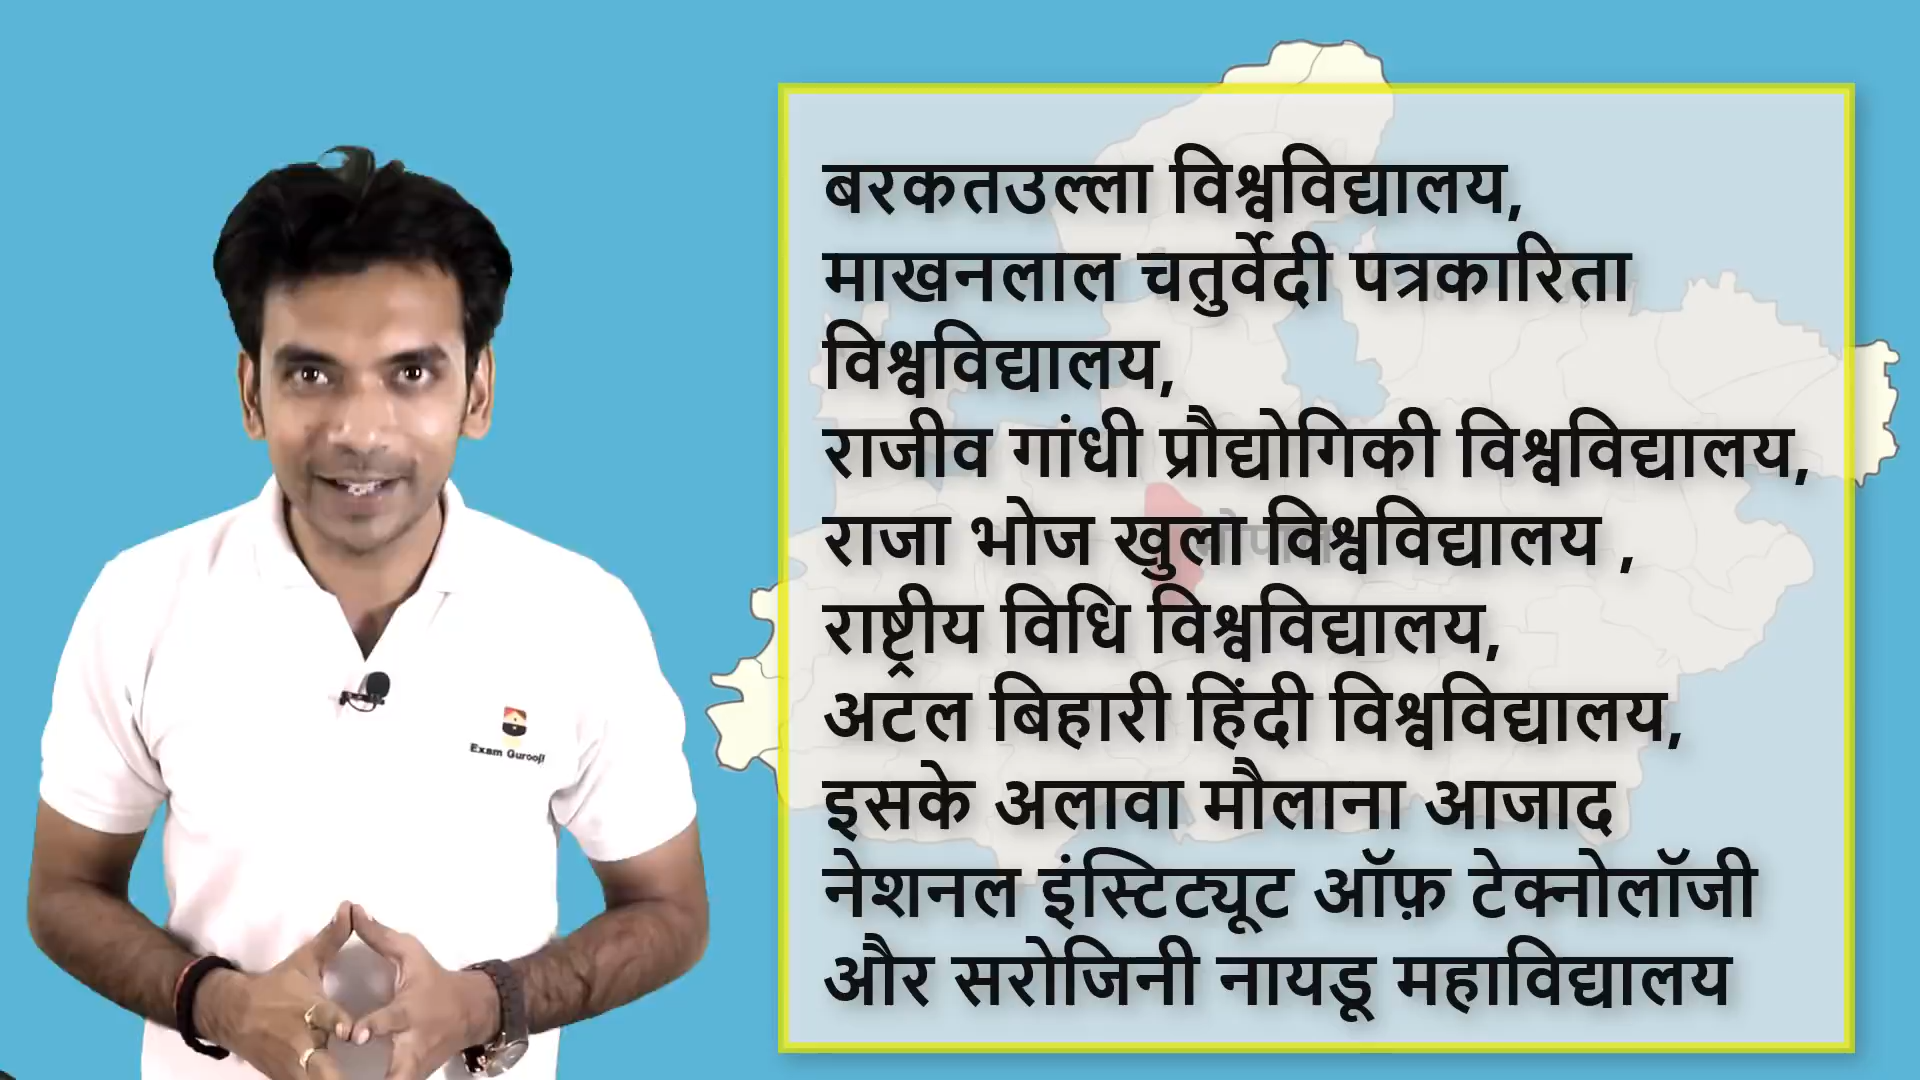 बरकतउल्ला विश्वविद्यालय,
माखनलाल चतुर्वेदी पत्रकारिता
विश्वविद्यालय,
राजीव गांधी प्रौद्योगिकी विश्वविद्यालय,
राजा भोज खुला विश्वविद्यालय ,
राष्ट्रीय विधि विश्वविद्यालय,
अटल बिहारी हिंदी विश्वविद्यालय,
इसके अलावा मौलाना आजाद
नेशनल इंस्टिट्यूट ऑफ़ टेक्नोलॉजी
और सरोजिनी नायडू महाविद्यालय
Exam Gurooji